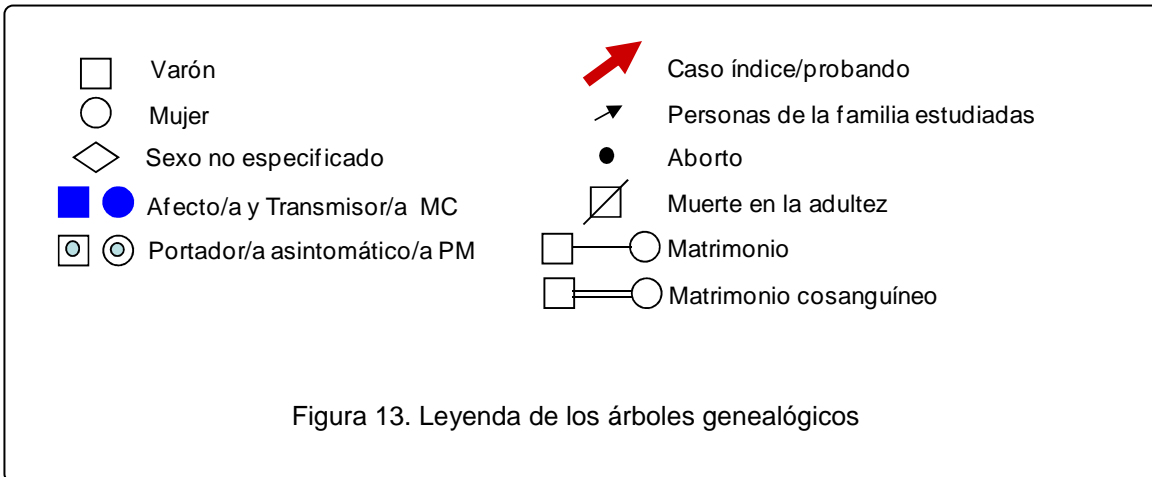 Varón
Mujer
Sexo no especificado
Afecto/a y Transmisor/a MC
Portador/a asintomático/a PM
Caso índice/probando
Personas de la familia estudiadas
Aborto
Muerte en la adultez
Matrimonio
Matrimonio cosanguíneo
Figura 13. Leyenda de los árboles genealógicos